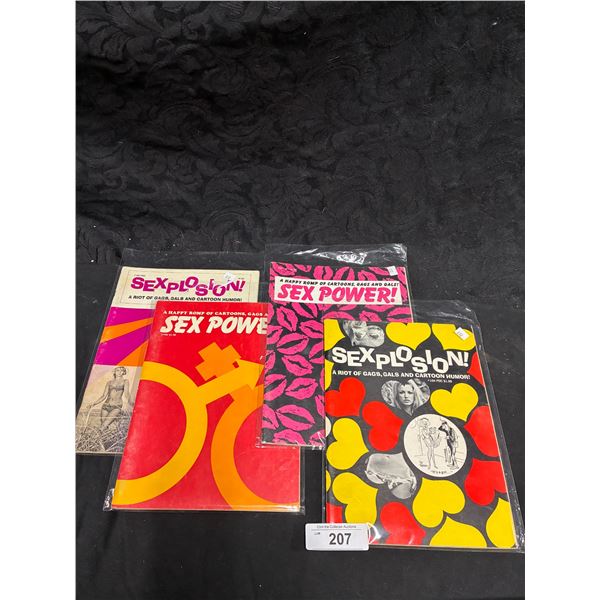 SEXPLOSION!
A RIOT OF GAGS, GALS AND CARTOON HUMOR!
A HAPPY ROMP OF CARTOONS, GAGS AND GALS!
SEX POWER!
A HAPPY ROMP OF CARTOONS, GAGS A
SEX POWE
SEXPLOSION!
A RIOT OF GAGS, GALS AND CARTOON HUMOR!
LOT 207